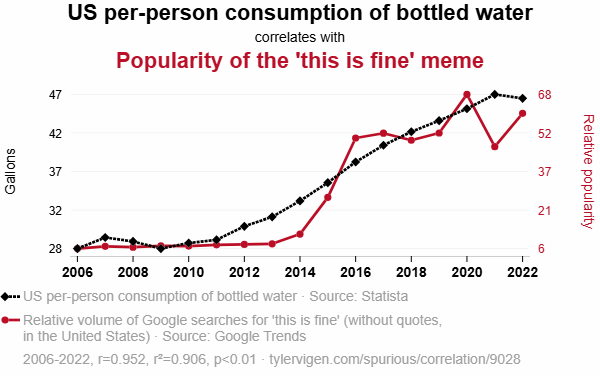 US per-person consumption of bottled water
correlates with
Popularity of the 'this is fine' meme
47 68
42 52
37 37
32 21
28 6
Gallons
Relative popularity
2006 2008 2010 2012 2014 2016 2018 2020 2022
US per-person consumption of bottled water · Source: Statista
Relative volume of Google searches for 'this is fine' (without quotes,
in the United States) · Source: Google Trends
2006-2022, r=0.952, r²=0.906, p<0.01 · tylervigen.com/spurious/correlation/9028